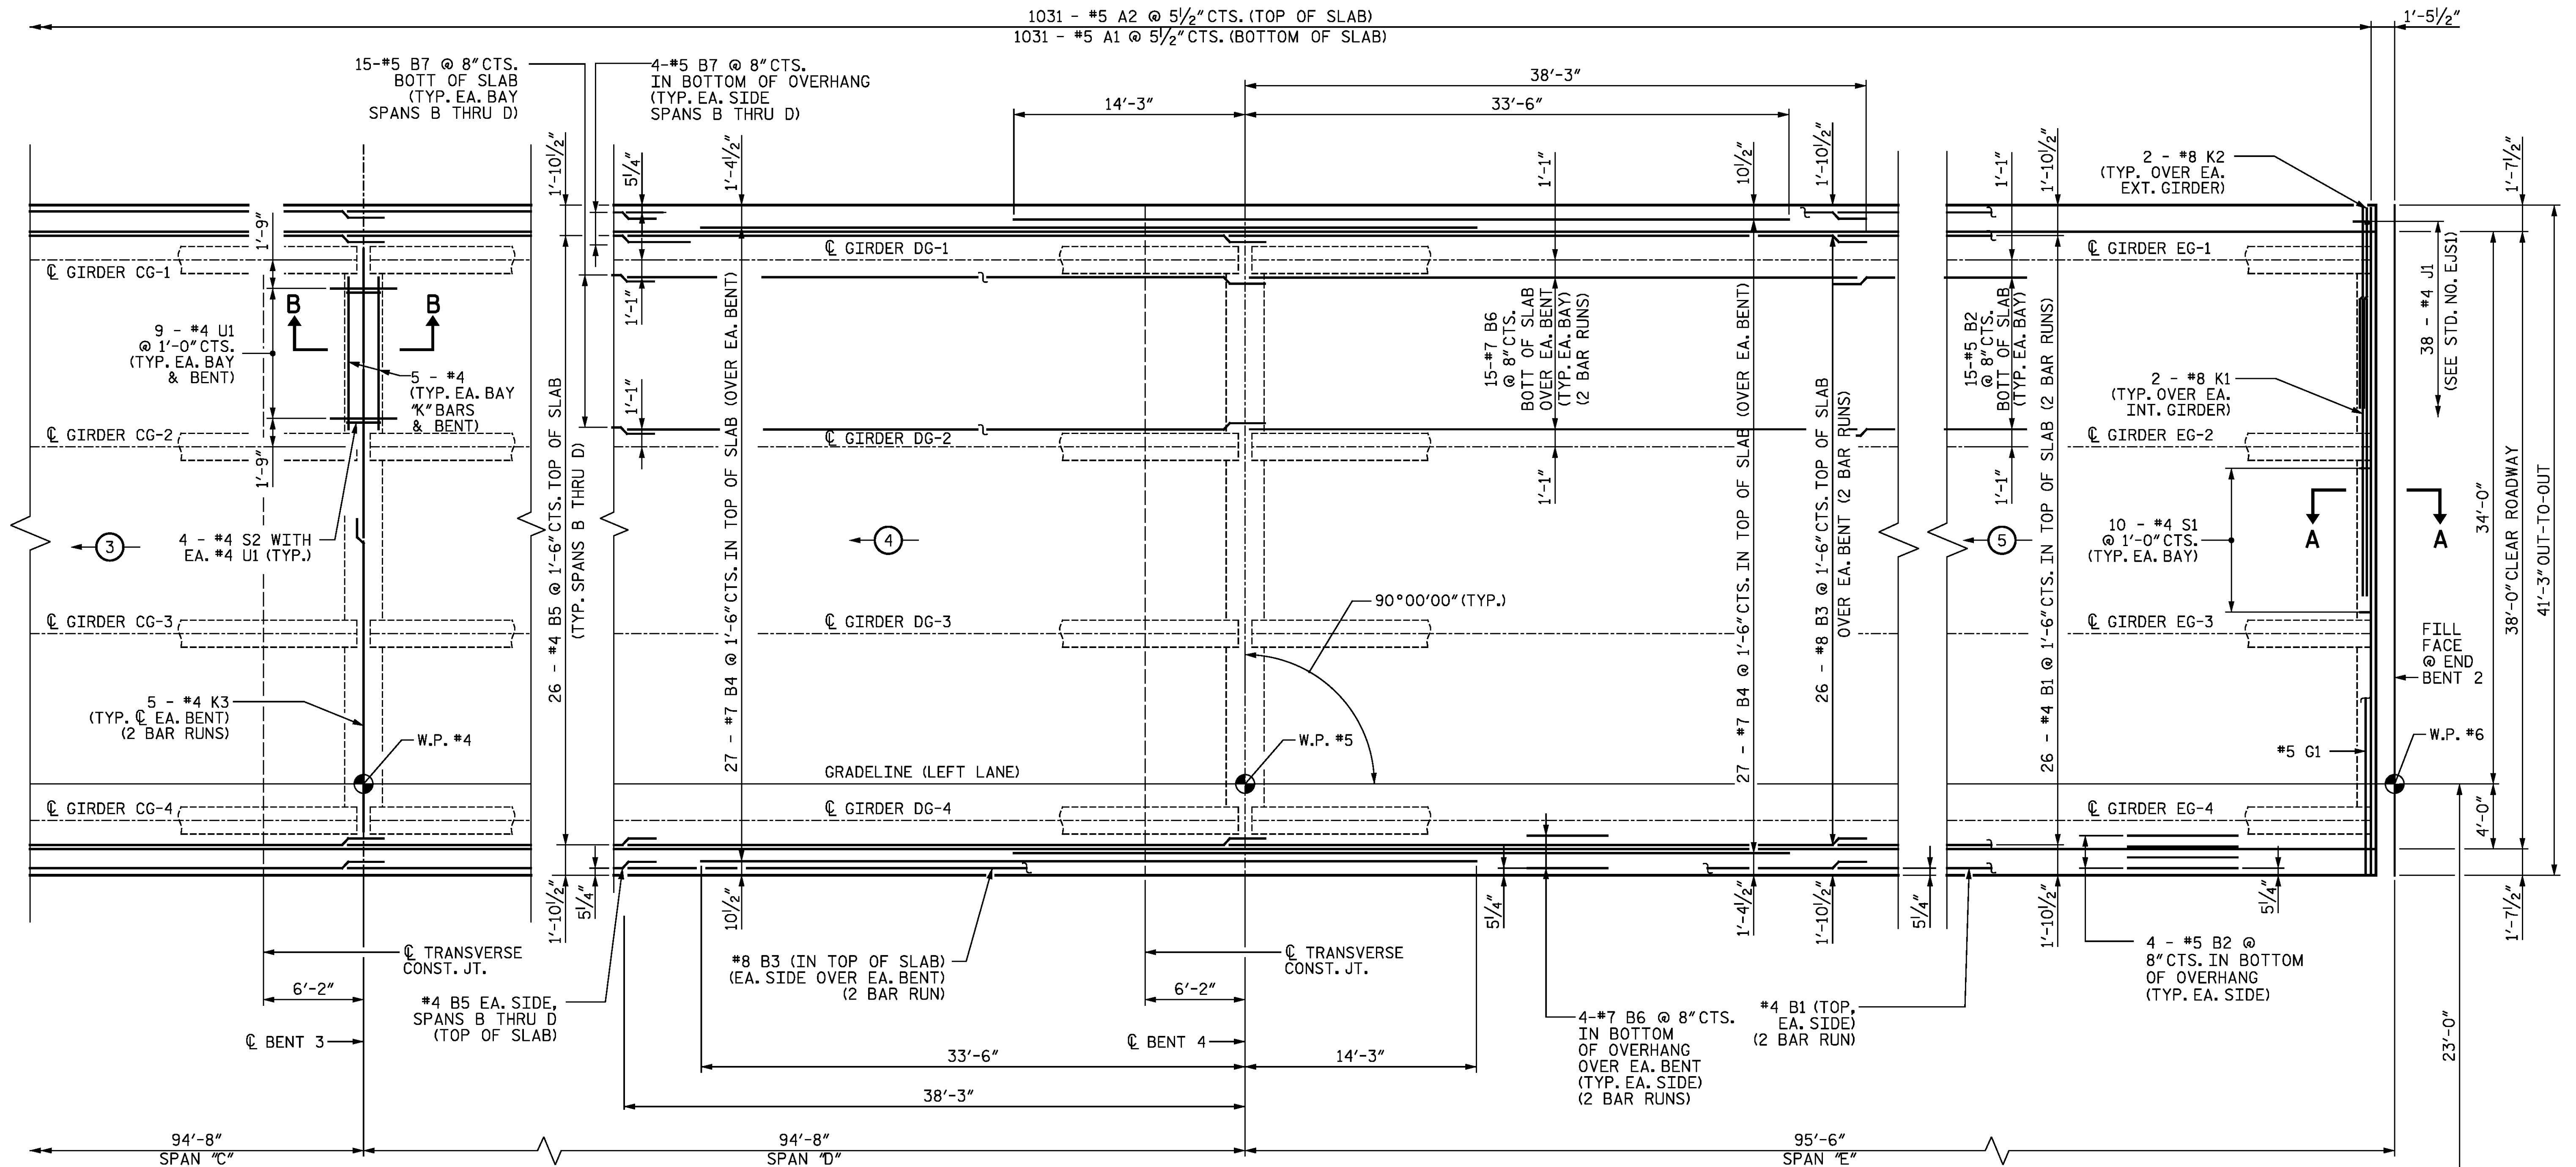 1031 - #5 A2 @ 5½" CTS. (TOP OF SLAB)
1031 - #5 A1 @ 5½" CTS. (BOTTOM OF SLAB)
1'-5½"
15-#5 B7 @ 8" CTS.
BOTT OF SLAB
(TYP. EA. BAY
SPANS B THRU D)
4-#5 B7 @ 8" CTS.
IN BOTTOM OF OVERHANG
(TYP. EA. SIDE
SPANS B THRU D)
38'-3"
14'-3"
33'-6"
1'-10½"
5¼"
1'-4½"
1'-1"
10½"
1'-10½"
1'-1"
1'-10½"
2 - #8 K2
(TYP. OVER EA.
EXT. GIRDER)
1'-7½"
1'-9"
℄ GIRDER CG-1
℄ GIRDER DG-1
℄ GIRDER EG-1
B
B
9 - #4 U1
@ 1'-0" CTS.
(TYP. EA. BAY
& BENT)
5 - #4
(TYP. EA. BAY
"K" BARS
& BENT)
1'-1"
1'-1"
15-#7 B6
@ 8" CTS.
BOTT OF SLAB
OVER EA. BENT
(TYP. EA. BAY)
(2 BAR RUNS)
15-#5 B2
@ 8" CTS.
BOTT OF SLAB
(TYP. EA. BAY)
38 - #4 J1
(SEE STD. NO. EJS1)
2 - #8 K1
(TYP. OVER EA.
INT. GIRDER)
℄ GIRDER CG-2
℄ GIRDER DG-2
℄ GIRDER EG-2
1'-9"
1'-1"
1'-1"
26 - #4 B5 @ 1'-6" CTS. TOP OF SLAB
(TYP. SPANS B THRU D)
27 - #7 B4 @ 1'-6" CTS. IN TOP OF SLAB (OVER EA. BENT)
27 - #7 B4 @ 1'-6" CTS. IN TOP OF SLAB (OVER EA. BENT)
26 - #8 B3 @ 1'-6" CTS. TOP OF SLAB
OVER EA. BENT (2 BAR RUNS)
26 - #4 B1 @ 1'-6" CTS. IN TOP OF SLAB (2 BAR RUNS)
4 - #4 S2 WITH
EA. #4 U1 (TYP.)
3
4
5
10 - #4 S1
@ 1'-0" CTS.
(TYP. EA. BAY)
A
A
34'-0"
38'-0" CLEAR ROADWAY
41'-3" OUT-TO-OUT
90°00'00" (TYP.)
℄ GIRDER CG-3
℄ GIRDER DG-3
℄ GIRDER EG-3
FILL
FACE
@ END
BENT 2
5 - #4 K3
(TYP. ℄ EA. BENT)
(2 BAR RUNS)
W.P. #4
W.P. #5
W.P. #6
#5 G1
GRADELINE (LEFT LANE)
℄ GIRDER CG-4
℄ GIRDER DG-4
℄ GIRDER EG-4
4'-0"
1'-10½"
5¼"
10½"
5¼"
1'-4½"
1'-10½"
5¼"
1'-10½"
5¼"
1'-7½"
℄ TRANSVERSE
CONST. JT.
#8 B3 (IN TOP OF SLAB)
(EA. SIDE OVER EA. BENT)
(2 BAR RUN)
℄ TRANSVERSE
CONST. JT.
4 - #5 B2 @
8" CTS. IN BOTTOM
OF OVERHANG
(TYP. EA. SIDE)
6'-2"
#4 B5 EA. SIDE,
SPANS B THRU D
(TOP OF SLAB)
6'-2"
4-#7 B6 @ 8" CTS.
IN BOTTOM
OF OVERHANG
OVER EA. BENT
(TYP. EA. SIDE)
(2 BAR RUNS)
#4 B1 (TOP,
EA. SIDE)
(2 BAR RUN)
23'-0"
℄ BENT 3
℄ BENT 4
33'-6"
14'-3"
38'-3"
94'-8"
SPAN "C"
94'-8"
SPAN "D"
95'-6"
SPAN "E"